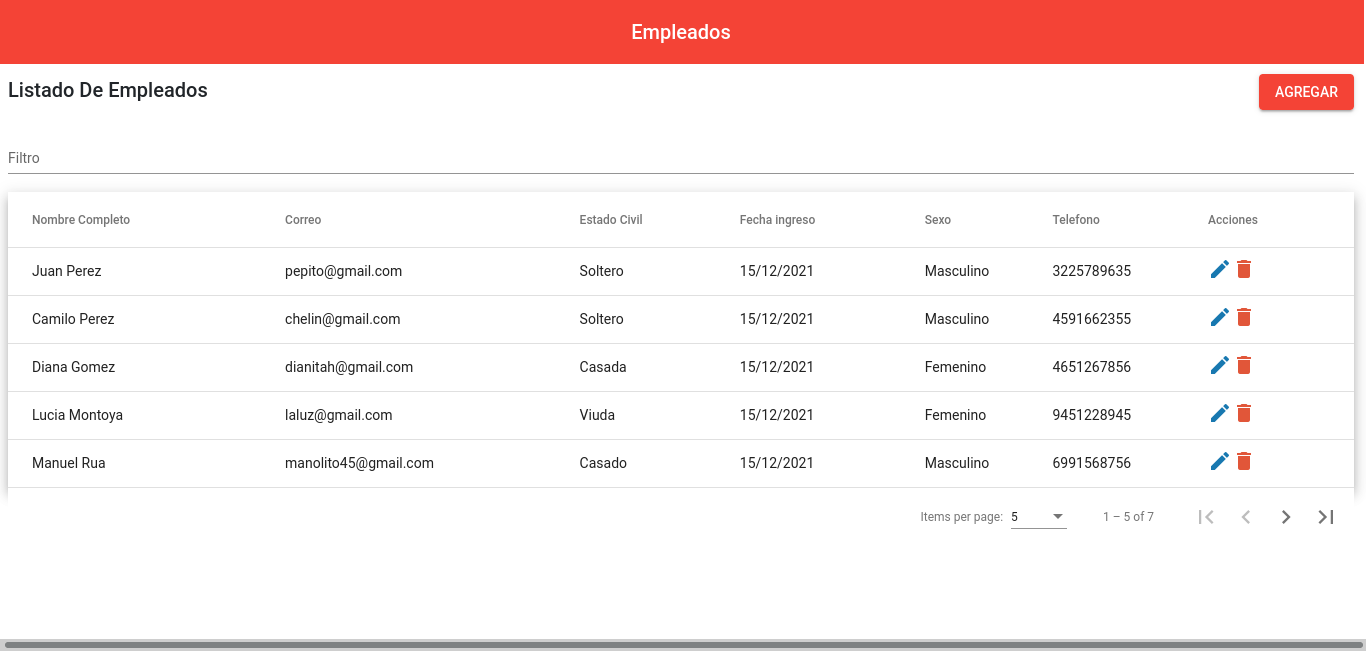 Empleados
Listado De Empleados
AGREGAR
Filtro
Nombre Completo Correo Estado Civil Fecha ingreso Sexo Telefono Acciones
Juan Perez pepito@gmail.com Soltero 15/12/2021 Masculino 3225789635
Camilo Perez chelin@gmail.com Soltero 15/12/2021 Masculino 4591662355
Diana Gomez dianitah@gmail.com Casada 15/12/2021 Femenino 4651267856
Lucia Montoya laluz@gmail.com Viuda 15/12/2021 Femenino 9451228945
Manuel Rua manolito45@gmail.com Casado 15/12/2021 Masculino 6991568756
Items per page: 5 1 – 5 of 7